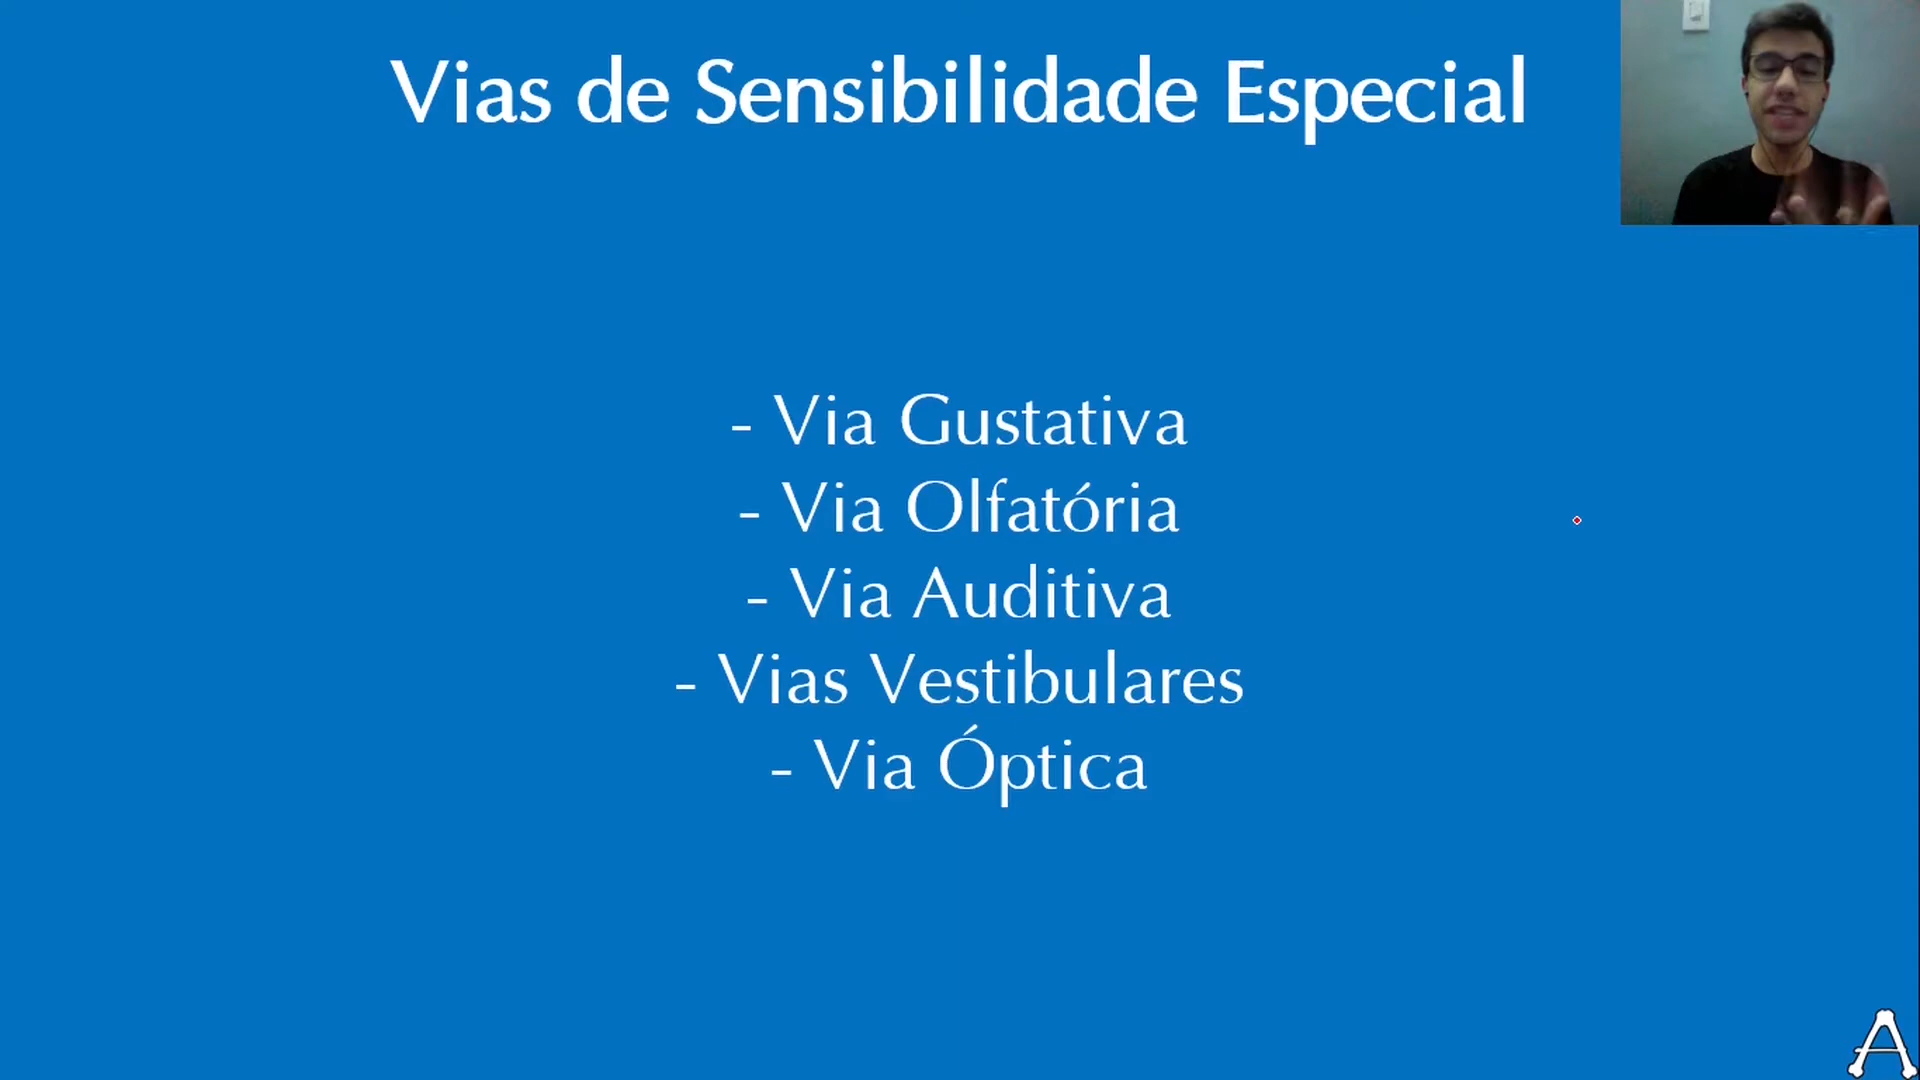 Vias de Sensibilidade Especial
- Via Gustativa
- Via Olfatória
- Via Auditiva
- Vias Vestibulares
- Via Óptica
A